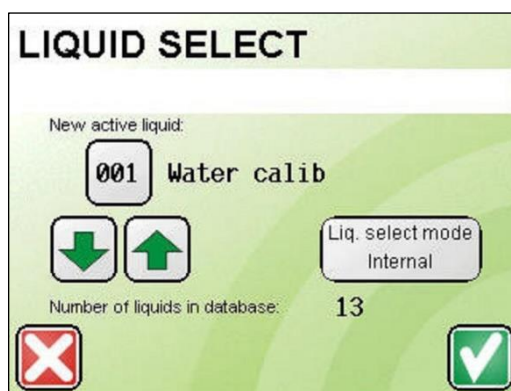 LIQUID SELECT
New active liquid:
001 Water calib
Liq. select mode
Internal
Number of liquids in database: 13